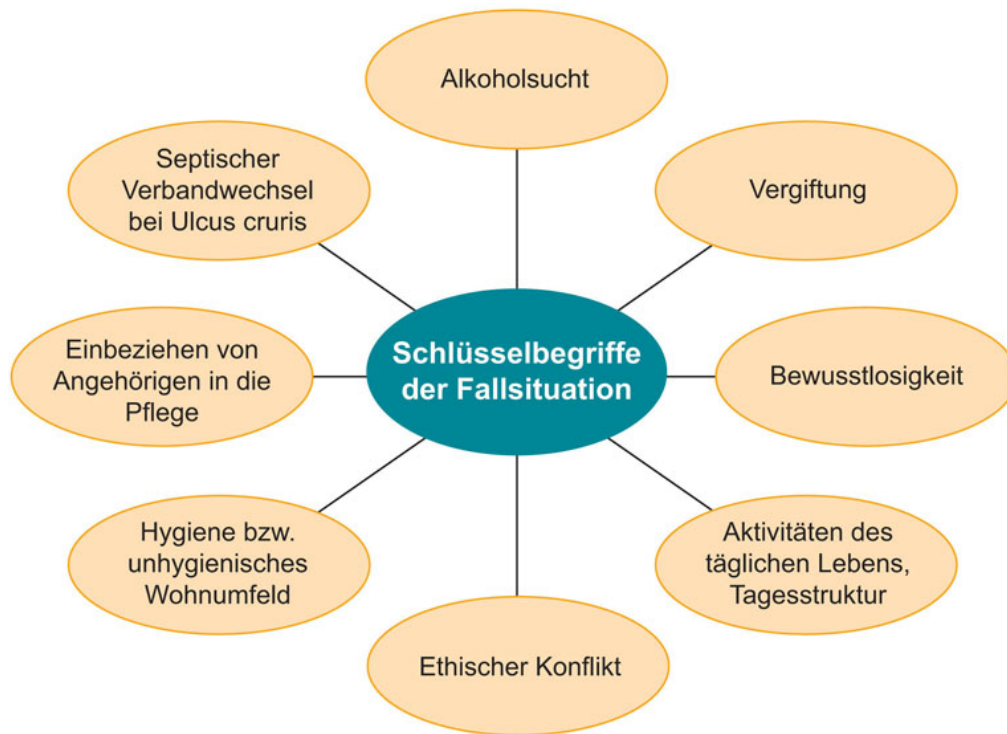 Alkoholsucht
Septischer
Verbandwechsel
bei Ulcus cruris
Vergiftung
Einbeziehen von
Angehörigen in die
Pflege
Schlüsselbegriffe
der Fallsituation
Bewusstlosigkeit
Hygiene bzw.
unhygienisches
Wohnumfeld
Aktivitäten des
täglichen Lebens,
Tagesstruktur
Ethischer Konflikt